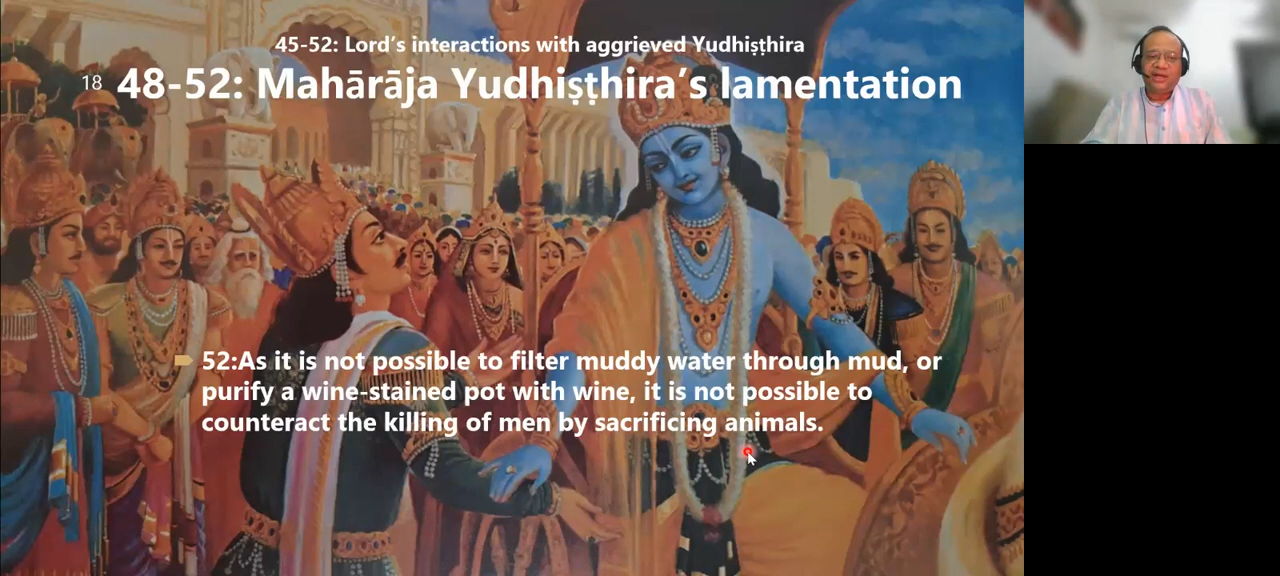 45-52: Lord's interactions with aggrieved Yudhiṣṭhira
18
48-52: Mahārāja Yudhiṣṭhira's lamentation
52:As it is not possible to filter muddy water through mud, or
purify a wine-stained pot with wine, it is not possible to
counteract the killing of men by sacrificing animals.